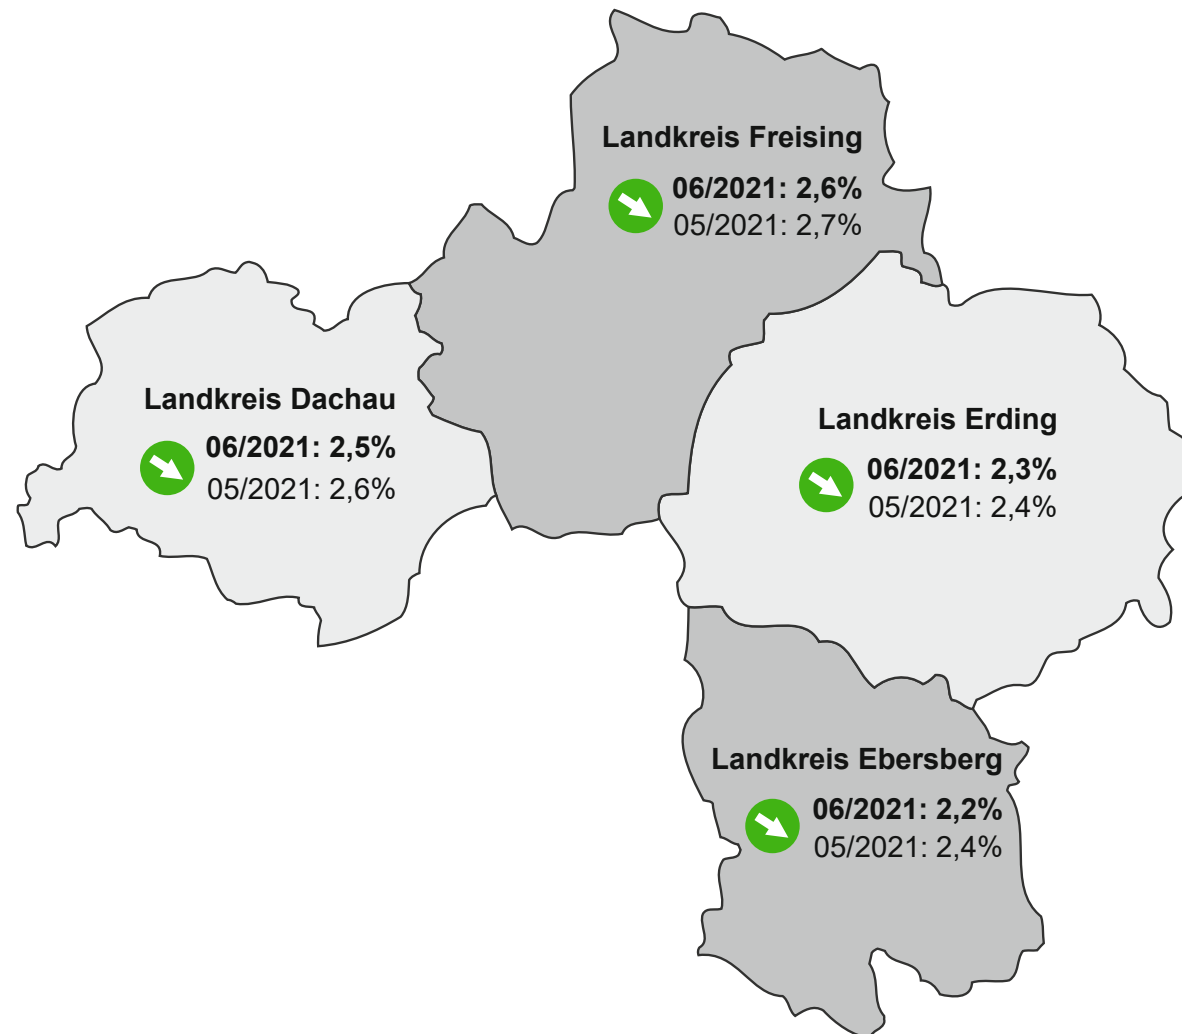 Landkreis Freising
06/2021: 2,6%
05/2021: 2,7%
Landkreis Dachau
06/2021: 2,5%
05/2021: 2,6%
Landkreis Erding
06/2021: 2,3%
05/2021: 2,4%
Landkreis Ebersberg
06/2021: 2,2%
05/2021: 2,4%